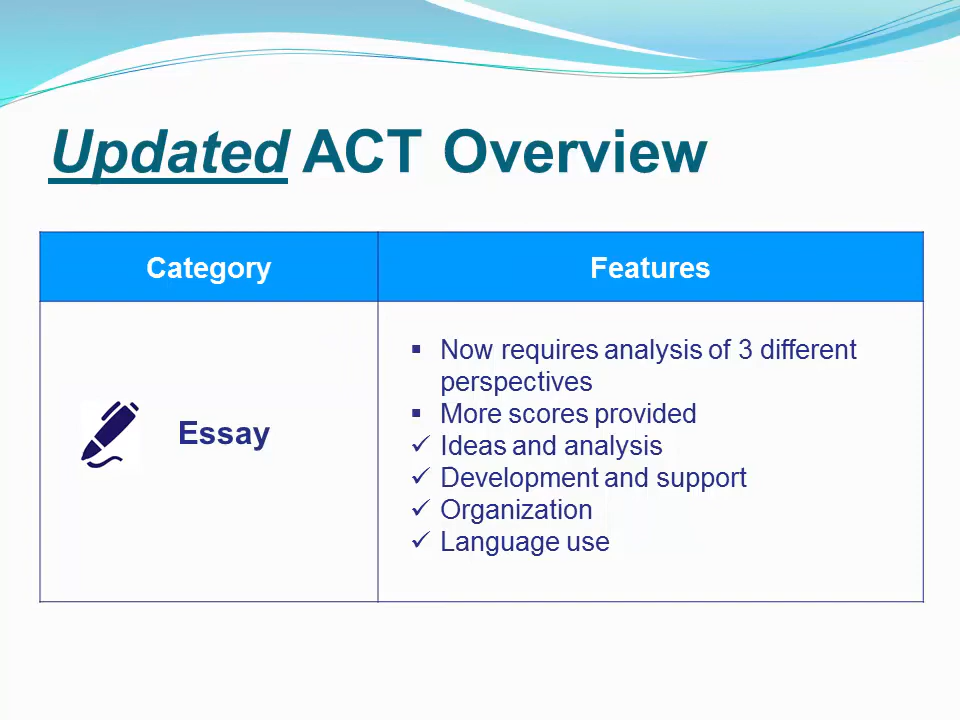 Updated ACT Overview
Category
Features
Essay
▪ Now requires analysis of 3 different
perspectives
▪ More scores provided
✓ Ideas and analysis
✓ Development and support
✓ Organization
✓ Language use